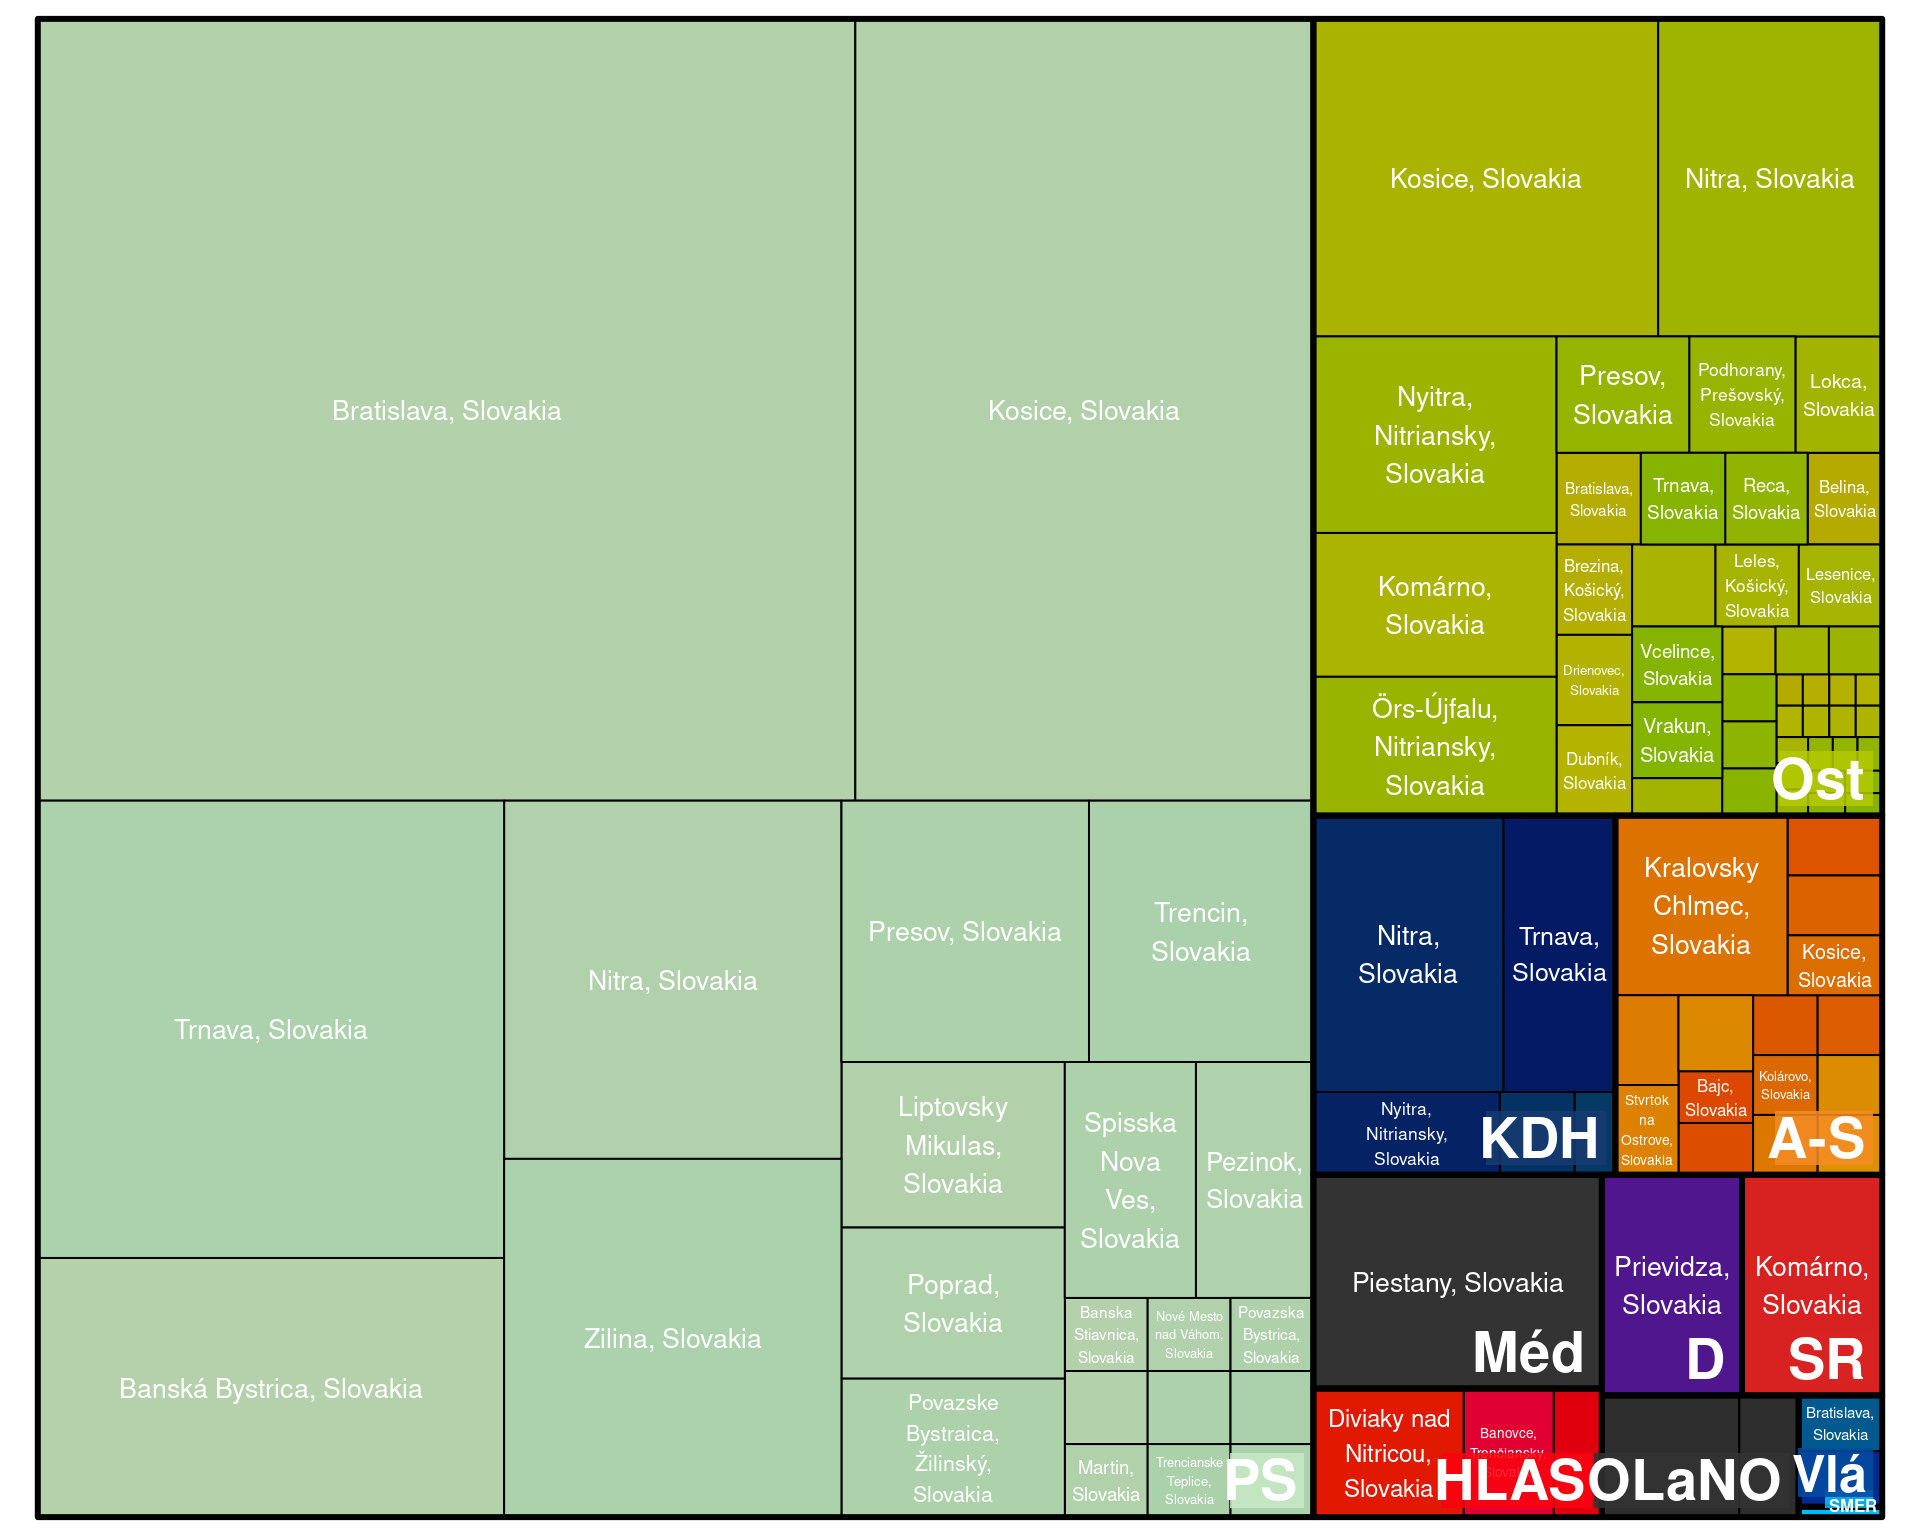 Bratislava, Slovakia
Kosice, Slovakia
Trnava, Slovakia
Banská Bystrica, Slovakia
Nitra, Slovakia
Zilina, Slovakia
Presov, Slovakia
Trencin,
Slovakia
Liptovsky
Mikulas,
Slovakia
Poprad,
Slovakia
Povazske
Bystraica,
Žilinský,
Slovakia
Spisska
Nova
Ves,
Slovakia
Pezinok,
Slovakia
Banska
Stiavnica,
Slovakia
Nové Mesto
nad Váhom,
Slovakia
Povazska
Bystrica,
Slovakia
Martin,
Slovakia
Trencianske
Teplice,
Slovakia
PS
Kosice, Slovakia
Nitra, Slovakia
Nyitra,
Nitriansky,
Slovakia
Komárno,
Slovakia
Örs-Újfalu,
Nitriansky,
Slovakia
Presov,
Slovakia
Podhorany,
Prešovský,
Slovakia
Lokca,
Slovakia
Bratislava,
Slovakia
Trnava,
Slovakia
Reca,
Slovakia
Belina,
Slovakia
Brezina,
Košický,
Slovakia
Leles,
Košický,
Slovakia
Lesenice,
Slovakia
Drienovec,
Slovakia
Vcelince,
Slovakia
Vrakun,
Slovakia
Dubník,
Slovakia
Ost
Nitra,
Slovakia
Trnava,
Slovakia
Nyitra,
Nitriansky,
Slovakia
KDH
Kralovsky
Chlmec,
Slovakia
Kosice,
Slovakia
Stvrtok
na
Ostrove,
Slovakia
Bajc,
Slovakia
Kolárovo,
Slovakia
A-S
Piestany, Slovakia
Méd
Prievidza,
Slovakia
D
Komárno,
Slovakia
SR
Diviaky nad
Nitricou,
Slovakia
Banovce,
Trenčiansky,
Slovakia
HLAS
OLaNO
Bratislava,
Slovakia
Vlá
SMER